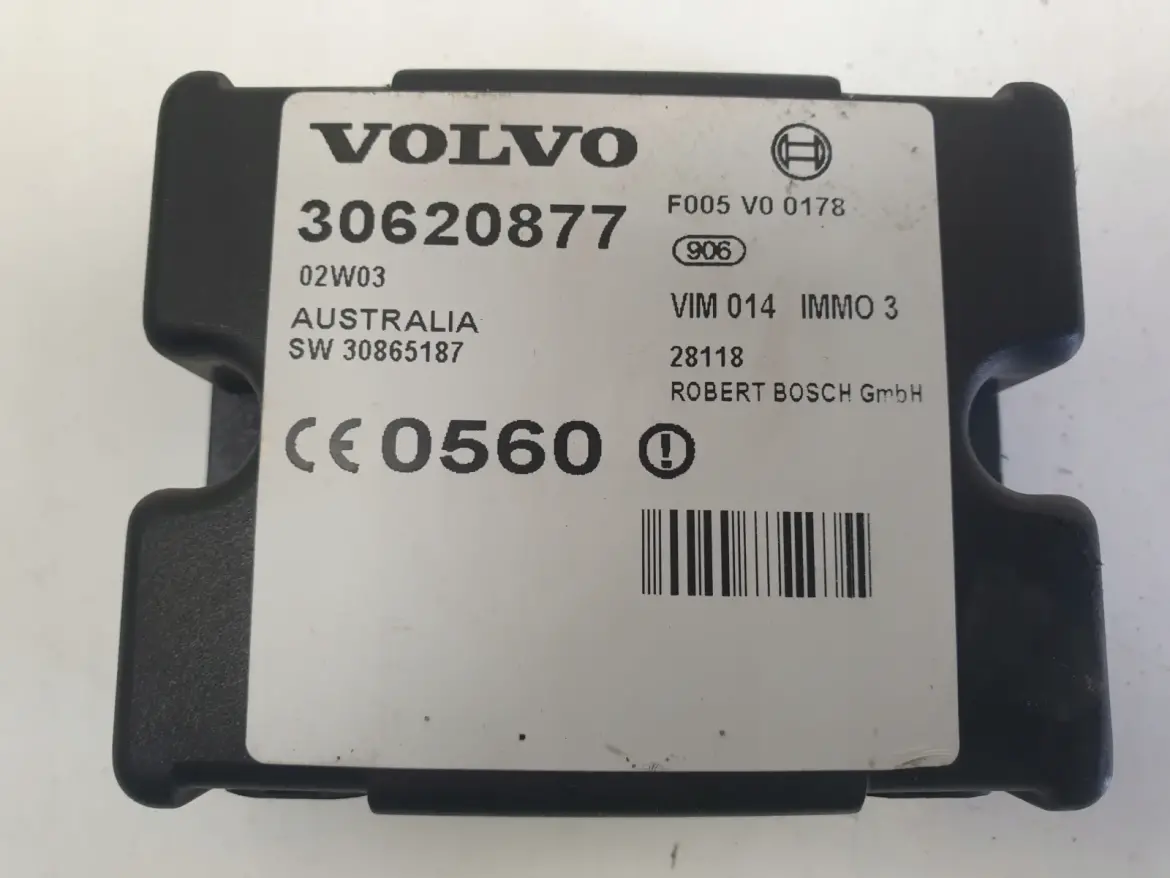 VOLVO
30620877
02W03
AUSTRALIA
SW 30865187
CE 0560
F005 V0 0178
906
VIM 014 IMMO 3
28118
ROBERT BOSCH GmbH